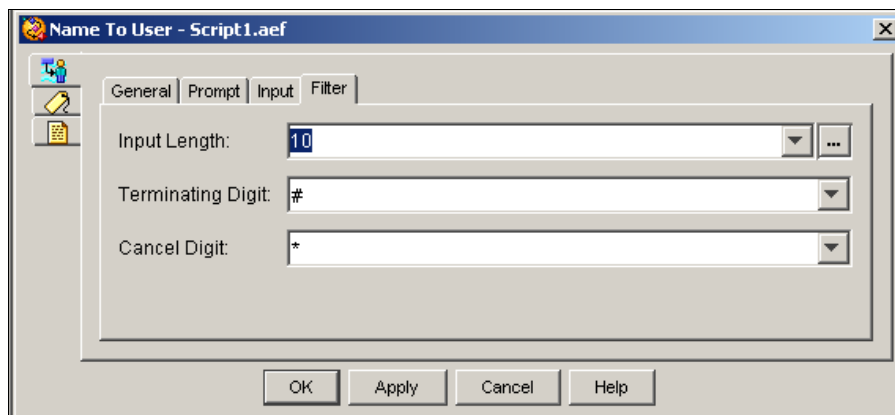 Name To User - Script1.aef
General Prompt Input Filter
Input Length: 10 ...
Terminating Digit: #
Cancel Digit: *
OK Apply Cancel Help